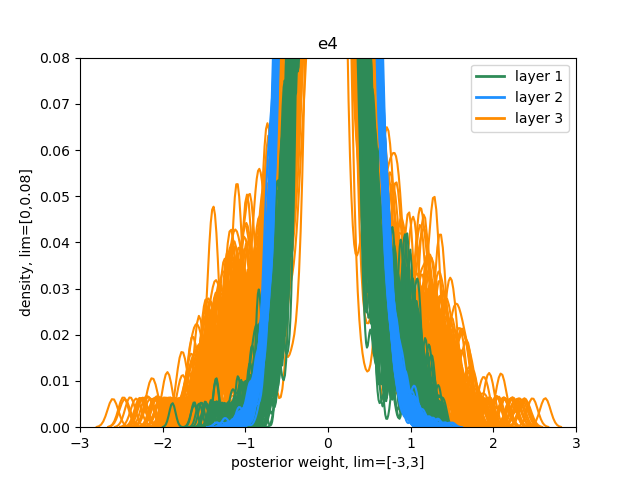 e4
0.08
0.07
0.06
0.05
0.04
0.03
0.02
0.01
0.00
density, lim=[0,0.08]
layer 1
layer 2
layer 3
−3
−2
−1
0
1
2
3
posterior weight, lim=[-3,3]